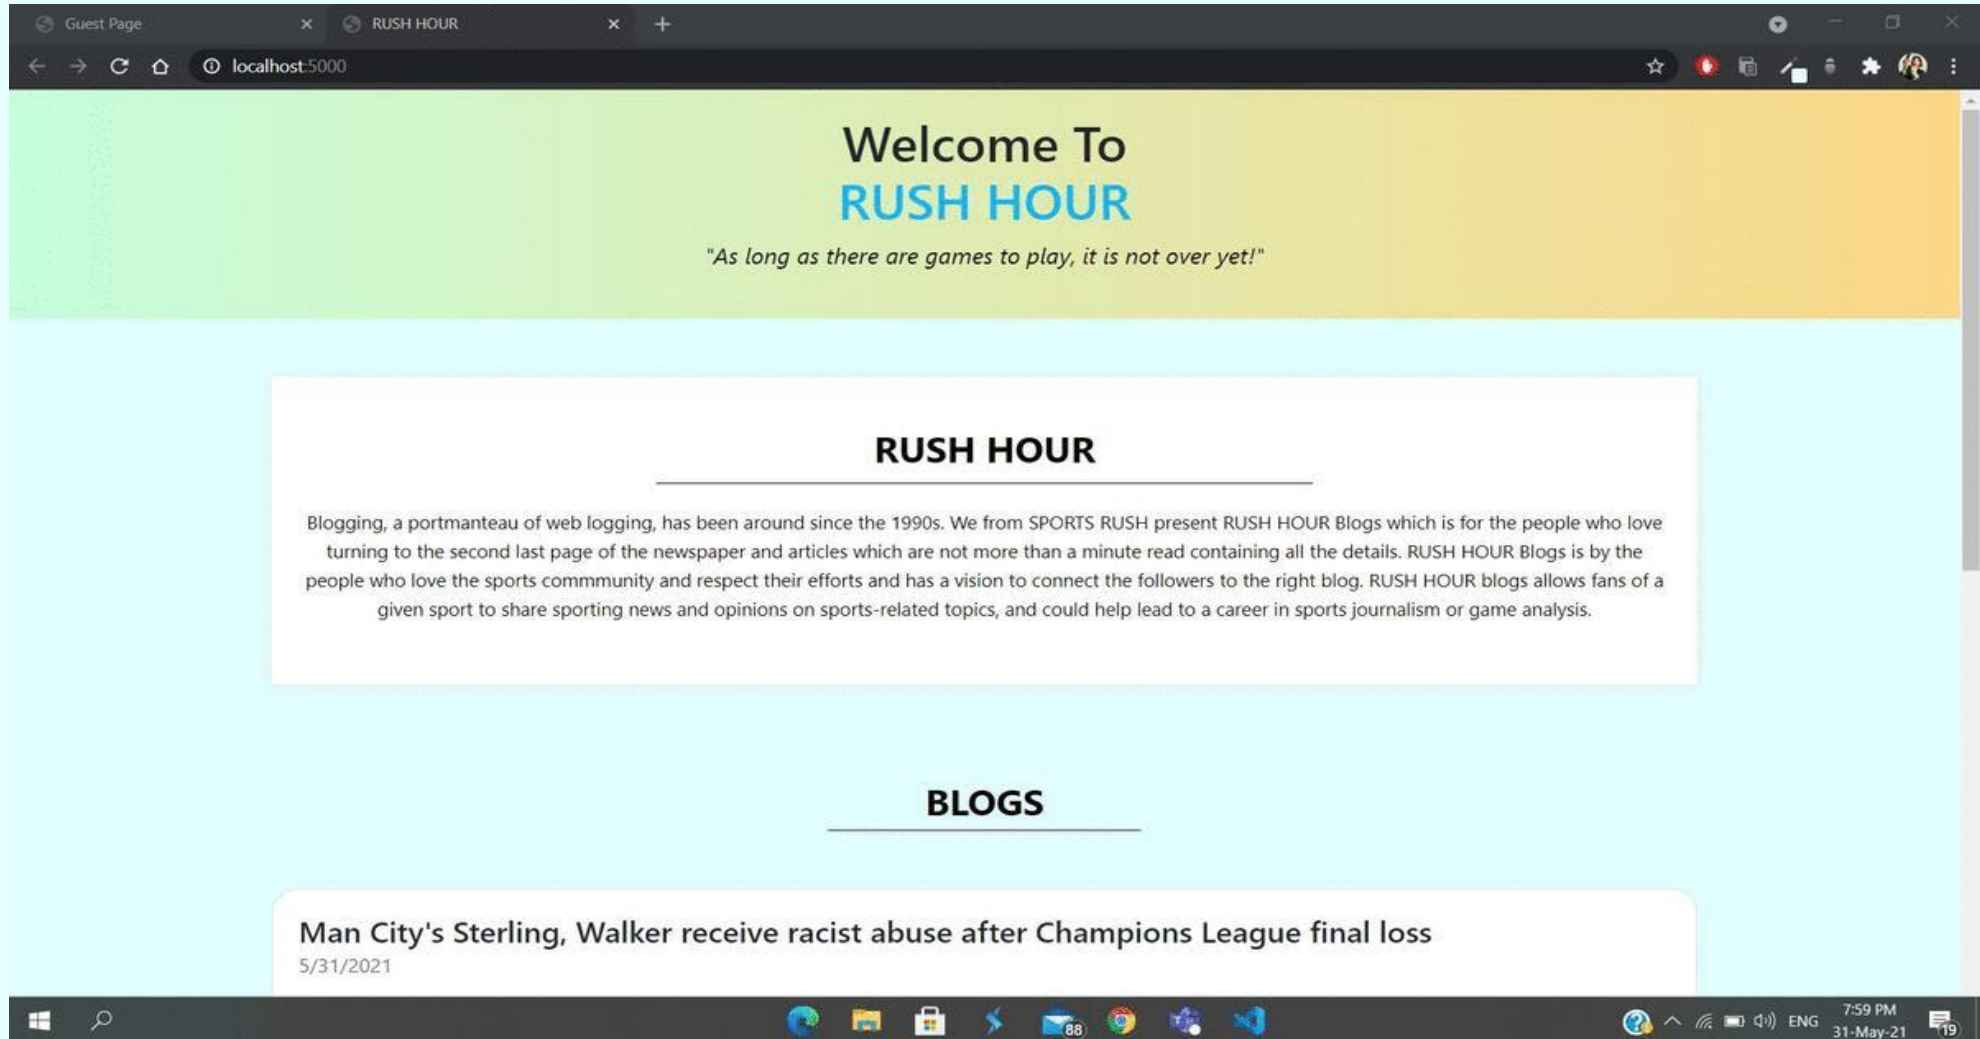 Guest Page
RUSH HOUR
localhost:5000
Welcome To
RUSH HOUR
"As long as there are games to play, it is not over yet!"
RUSH HOUR
Blogging, a portmanteau of web logging, has been around since the 1990s. We from SPORTS RUSH present RUSH HOUR Blogs which is for the people who love
turning to the second last page of the newspaper and articles which are not more than a minute read containing all the details. RUSH HOUR Blogs is by the
people who love the sports commmunity and respect their efforts and has a vision to connect the followers to the right blog. RUSH HOUR blogs allows fans of a
given sport to share sporting news and opinions on sports-related topics, and could help lead to a career in sports journalism or game analysis.
BLOGS
Man City's Sterling, Walker receive racist abuse after Champions League final loss
5/31/2021
88
ENG
7:59 PM
31-May-21
19